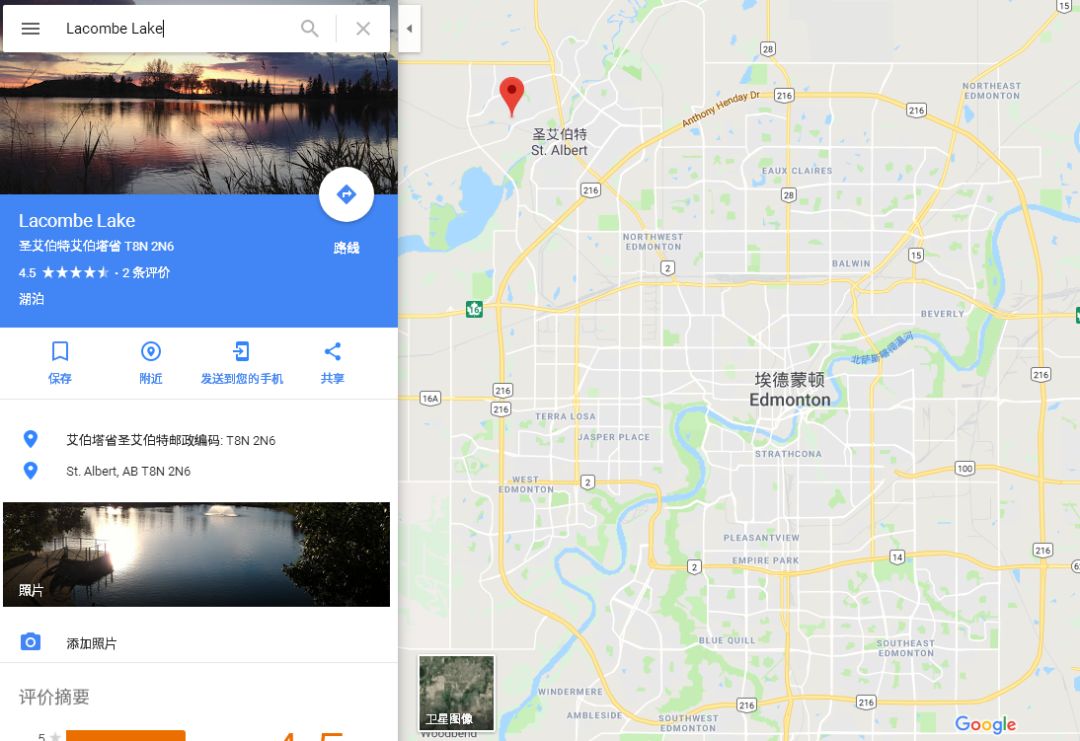 Lacombe Lake
Lacombe Lake
圣艾伯特艾伯塔省 T8N 2N6
4.5 ★★★★★ · 2 条评价
湖泊
路线
保存
附近
发送到您的手机
共享
艾伯塔省圣艾伯特邮政编码: T8N 2N6
St. Albert, AB T8N 2N6
照片
添加照片
评价摘要
5 ★
4.5
15
28
216
Anthony Henday Dr
216
NORTHEAST
EDMONTON
圣艾伯特
St. Albert
EAUX CLAIRES
216
28
NORTHWEST
EDMONTON
2
BALWIN
15
16
BEVERLY
北萨斯喀彻温河
埃德蒙顿
Edmonton
216
216
16A
216
TERRA LOSA
JASPER PLACE
STRATHCONA
100
WEST
EDMONTON
2
PLEASANTVIEW
EMPIRE PARK
14
216
2
BLUE QUILL
SOUTHEAST
EDMONTON
WINDERMERE
AMBLESIDE
SOUTHWEST
EDMONTON
216
216
卫星图像
Woodbend
Google